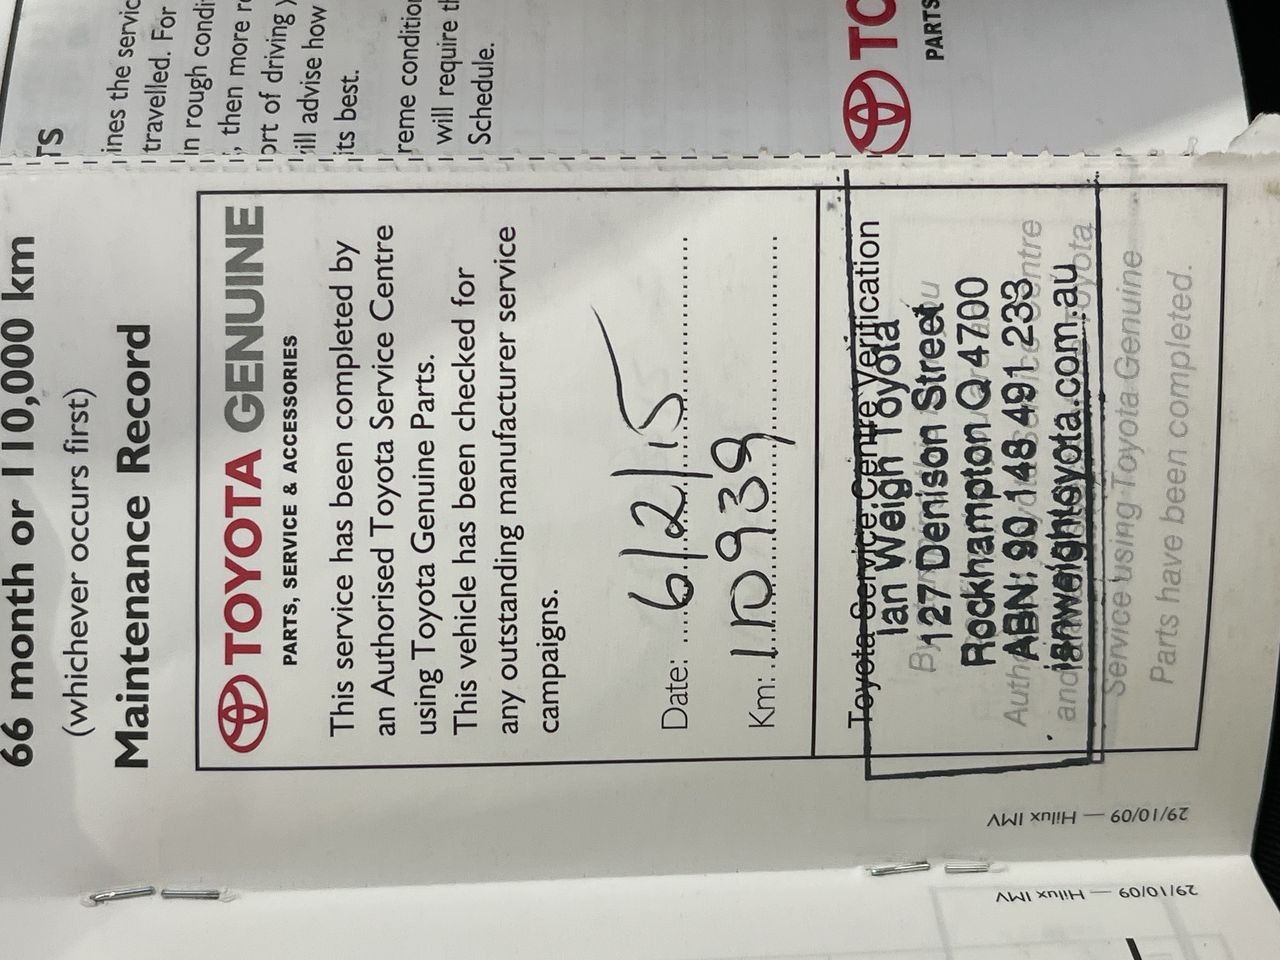 66 month or 110,000 km
(whichever occurs first)
Maintenance Record
TOYOTA GENUINE
PARTS, SERVICE & ACCESSORIES
This service has been completed by
an Authorised Toyota Service Centre
using Toyota Genuine Parts.
This vehicle has been checked for
any outstanding manufacturer service
campaigns.
Date: 6/2/15
Km: 110939
Toyota Service Centre Verification
Ian Weigh Toyota
127 Denison Street
Rockhampton Q 4700
ABN: 90 148 491 233
ianweightoyota.com.au
Service using Toyota Genuine
Parts have been completed.
29/10/09 — Hilux IMV
29/10/09 — Hilux IMV
TS
ines the servic
travelled. For
in rough condi
, then more r
ort of driving y
ill advise how
its best.
reme condition
will require th
Schedule.
TO
PARTS